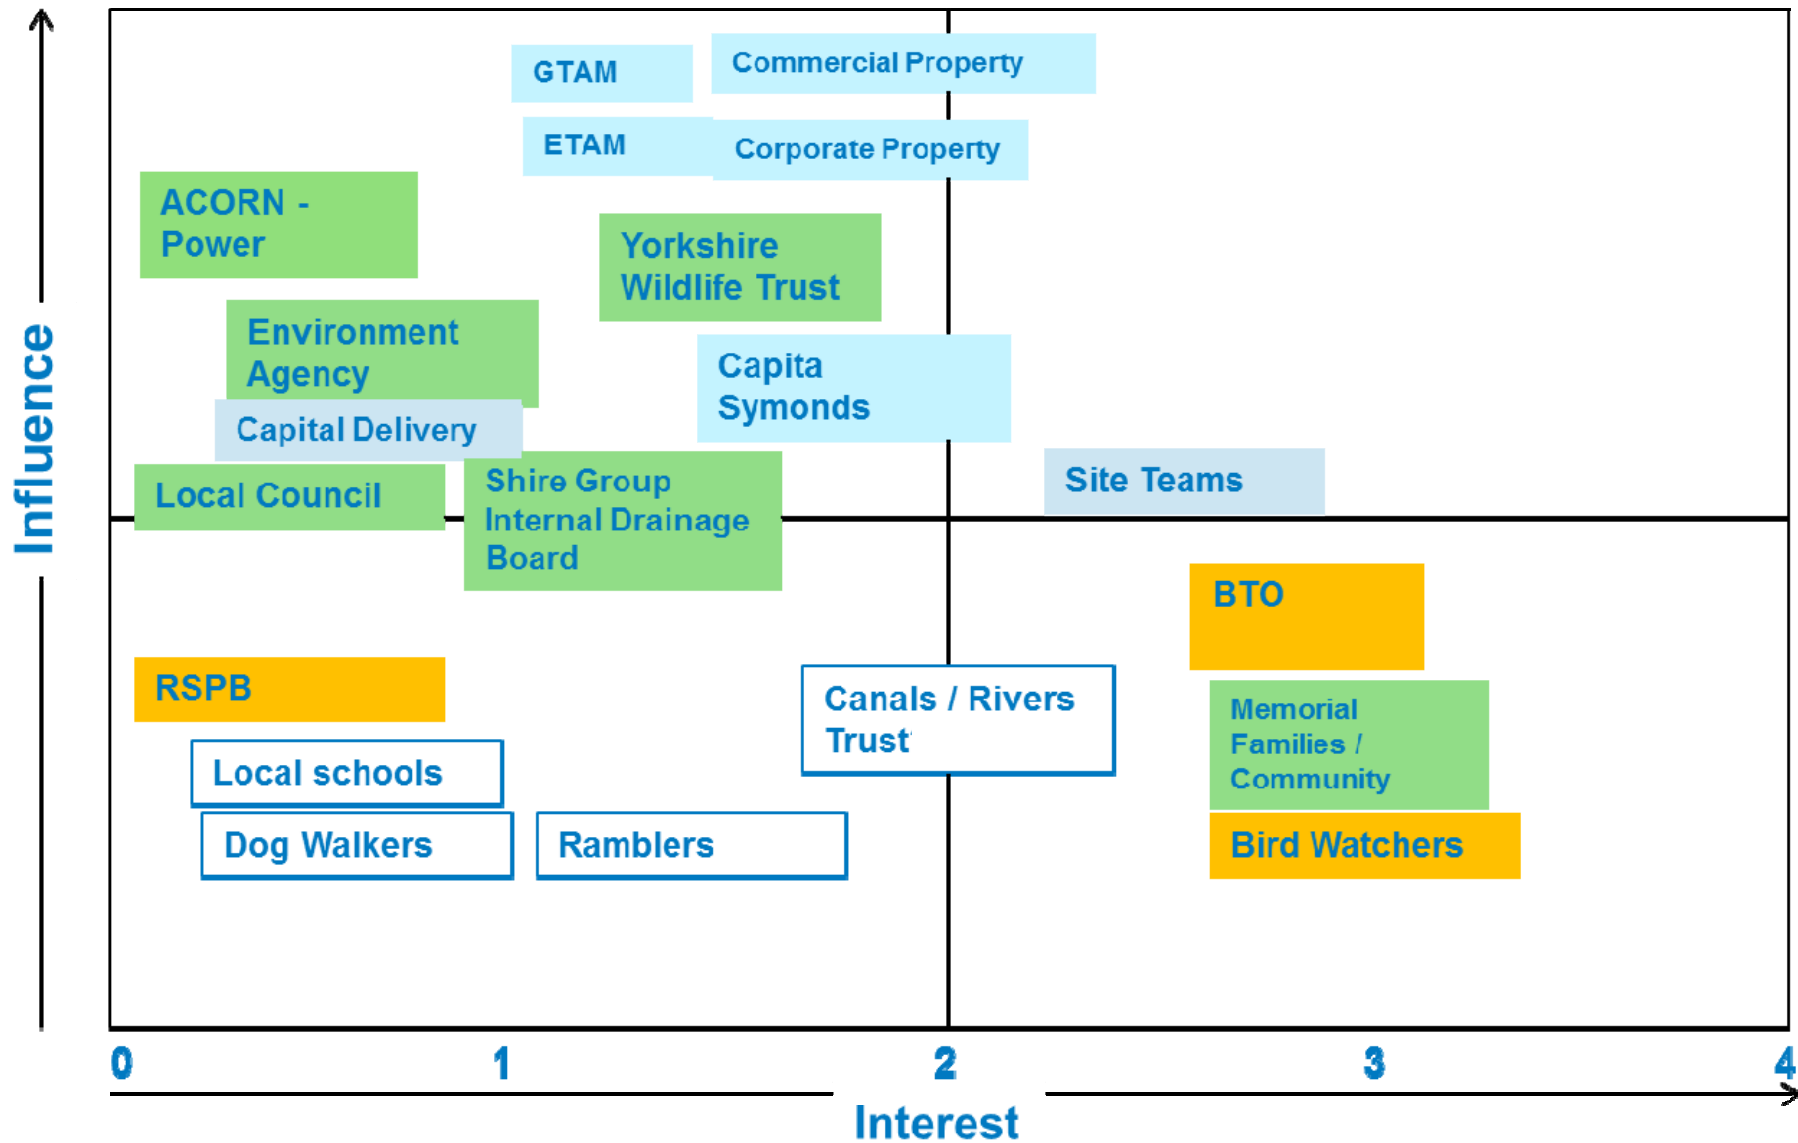 GTAM
Commercial Property
ETAM
Corporate Property
ACORN -
Power
Yorkshire
Wildlife Trust
Environment
Agency
Capita
Symonds
Capital Delivery
Local Council
Shire Group
Internal Drainage
Board
Site Teams
Influence
BTO
RSPB
Canals / Rivers
Trust'
Memorial
Families /
Community
Local schools
Dog Walkers
Ramblers
Bird Watchers
0 1 2 3 4
Interest